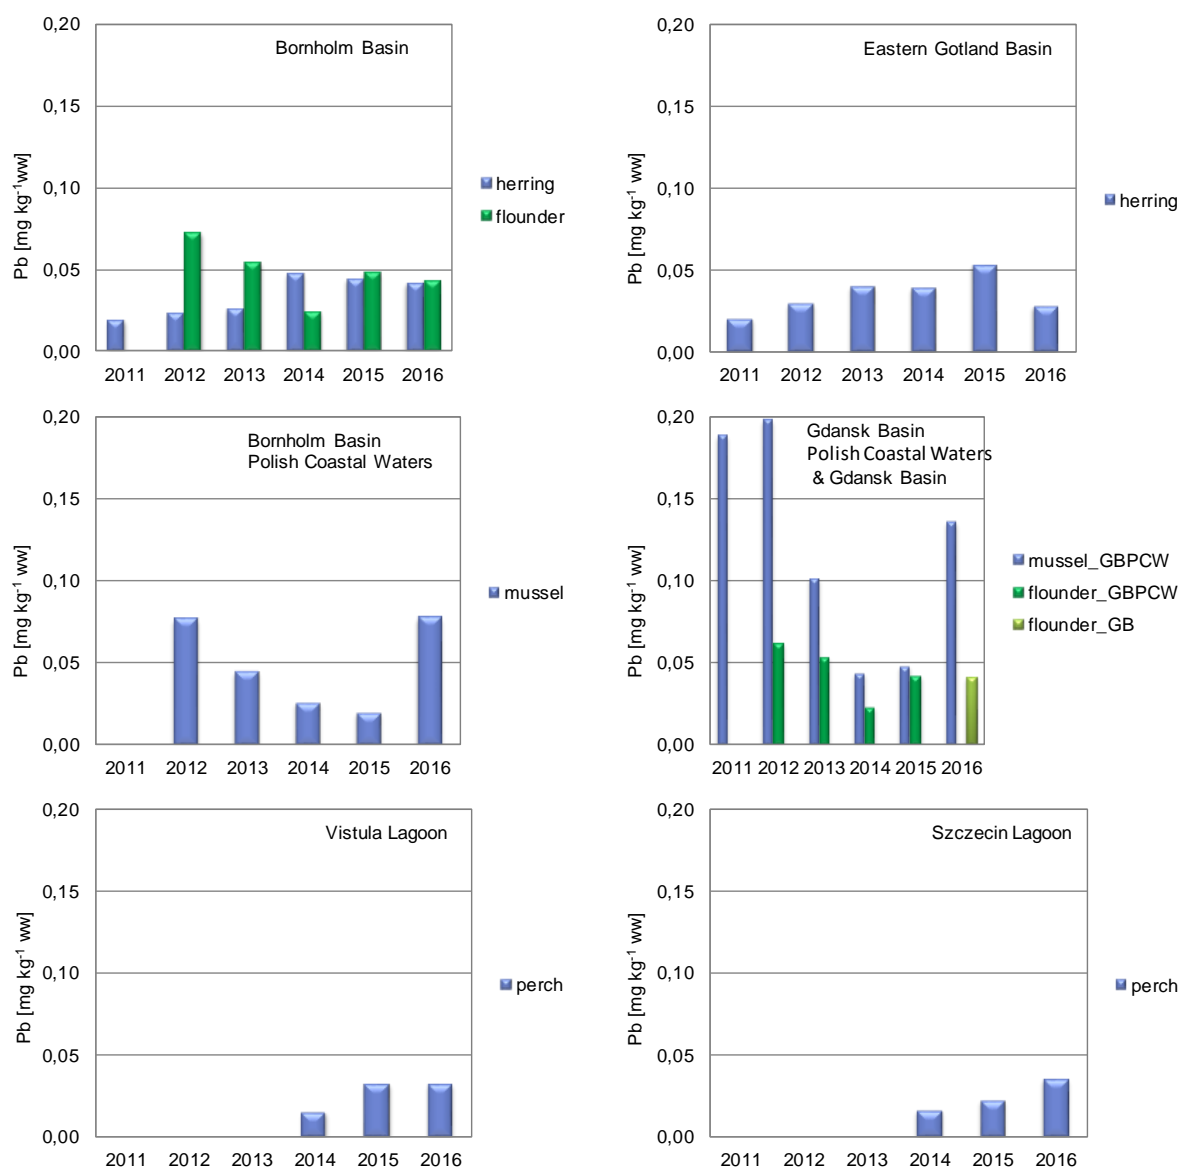 Bornholm Basin
0,20
0,15
0,10
0,05
0,00
Pb [mg kg-1ww]
2011 2012 2013 2014 2015 2016
herring
flounder
Eastern Gotland Basin
0,20
0,15
0,10
0,05
0,00
Pb [mg kg-1 ww]
2011 2012 2013 2014 2015 2016
herring
Bornholm Basin
Polish Coastal Waters
0,20
0,15
0,10
0,05
0,00
Pb [mg kg-1 ww]
2011 2012 2013 2014 2015 2016
mussel
Gdansk Basin
Polish Coastal Waters
& Gdansk Basin
0,20
0,15
0,10
0,05
0,00
Pb [mg kg-1 ww]
2011 2012 2013 2014 2015 2016
mussel_GBPCW
flounder_GBPCW
flounder_GB
Vistula Lagoon
0,20
0,15
0,10
0,05
0,00
Pb [mg kg-1 ww]
2011 2012 2013 2014 2015 2016
perch
Szczecin Lagoon
0,20
0,15
0,10
0,05
0,00
Pb [mg kg-1 ww]
2011 2012 2013 2014 2015 2016
perch